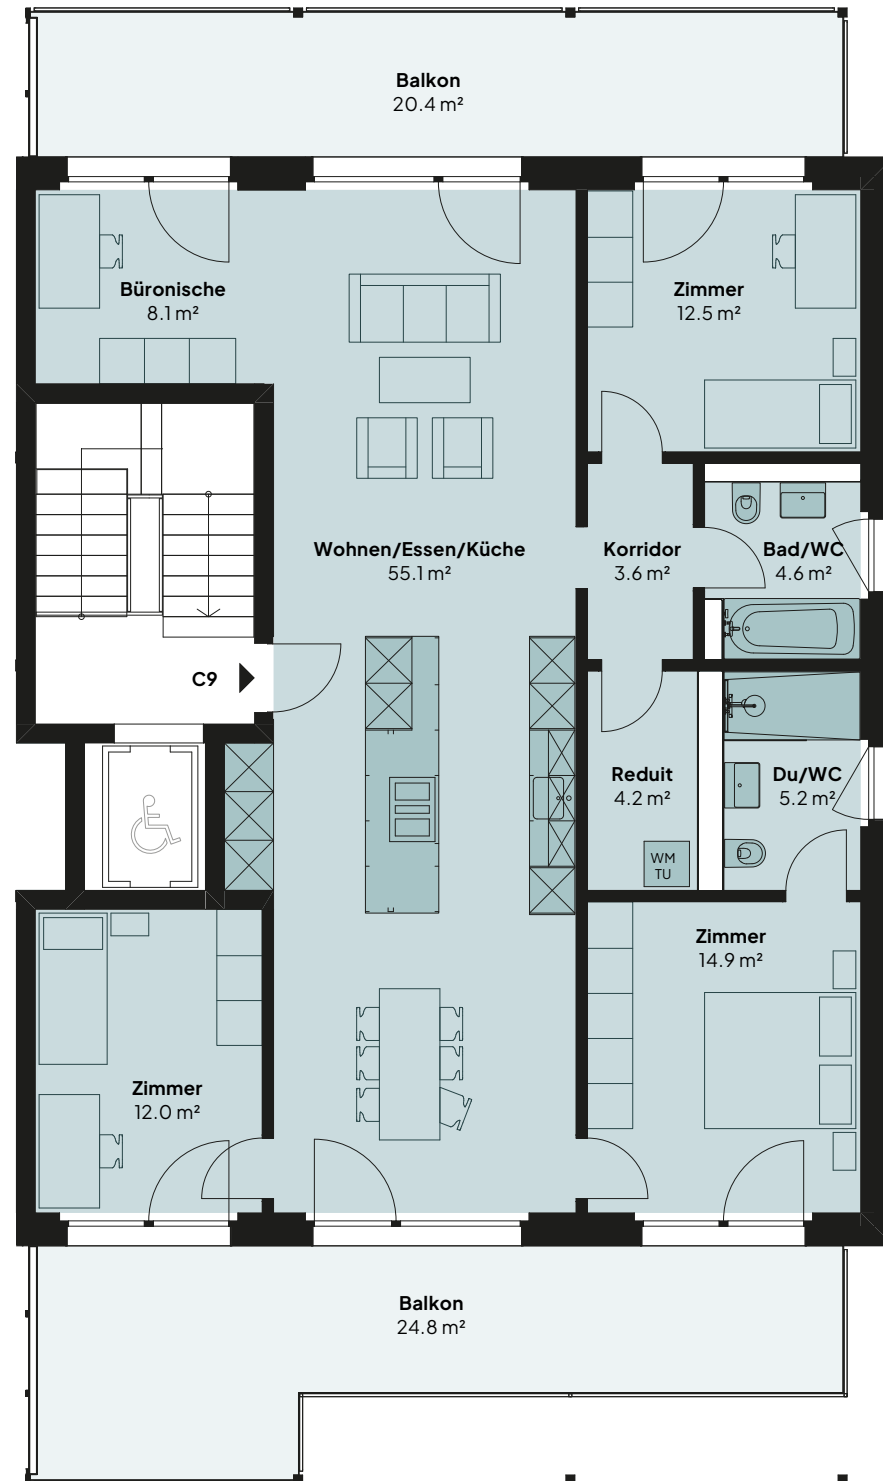 Balkon
20.4 m²
Büronische
8.1 m²
Zimmer
12.5 m²
Wohnen/Essen/Küche
55.1 m²
Korridor
3.6 m²
Bad/WC
4.6 m²
C9
Reduit
4.2 m²
Du/WC
5.2 m²
WM
TU
Zimmer
14.9 m²
Zimmer
12.0 m²
Balkon
24.8 m²